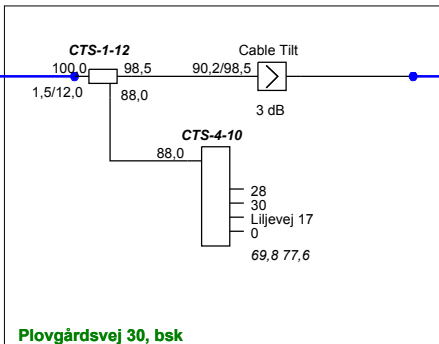 CTS-1-12
Cable Tilt
100,0
98,5
90,2/98,5
1,5/12,0
88,0
3 dB
CTS-4-10
88,0
28
30
Liljevej 17
0
69,8 77,6
Plovgårdsvej 30, bsk